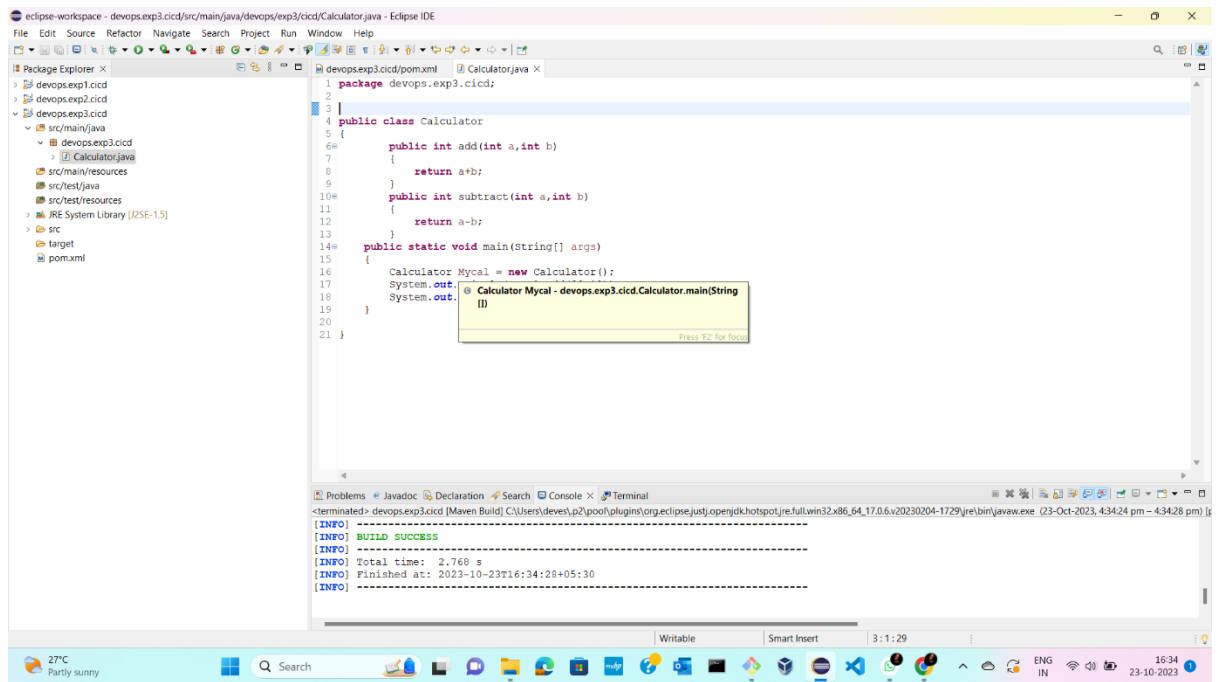 eclipse-workspace - devops.exp3.cicd/src/main/java/devops/exp3/cicd/Calculator.java - Eclipse IDE
File Edit Source Refactor Navigate Search Project Run Window Help
Package Explorer
devops.exp1.cicd
devops.exp2.cicd
devops.exp3.cicd
src/main/java
devops.exp3.cicd
Calculator.java
src/main/resources
src/test/java
src/test/resources
JRE System Library [J2SE-1.5]
src
target
pom.xml
devops.exp3.cicd/pom.xml Calculator.java
1 package devops.exp3.cicd;
2
3
4 public class Calculator
5 {
6 public int add(int a,int b)
7 {
8 return a+b;
9 }
10 public int subtract(int a,int b)
11 {
12 return a-b;
13 }
14 public static void main(String[] args)
15 {
16 Calculator Mycal = new Calculator();
17 System.out.
18 System.out.
19 }
20
21 }
Calculator Mycal - devops.exp3.cicd.Calculator.main(String
[])
Press 'F2' for focus
Problems Javadoc Declaration Search Console Terminal
<terminated> devops.exp3.cicd [Maven Build] C:\Users\deves\.p2\pool\plugins\org.eclipse.justj.openjdk.hotspot.jre.full.win32.x86_64_17.0.6.v20230204-1729\jre\bin\javaw.exe (23-Oct-2023, 4:34:24 pm – 4:34:28 pm) [p
[INFO] ------------------------------------------------------------------------
[INFO] BUILD SUCCESS
[INFO] ------------------------------------------------------------------------
[INFO] Total time: 2.768 s
[INFO] Finished at: 2023-10-23T16:34:28+05:30
[INFO] ------------------------------------------------------------------------
Writable Smart Insert 3 : 1 : 29
27°C
Partly sunny
Search
ENG
IN
16:34
23-10-2023
1